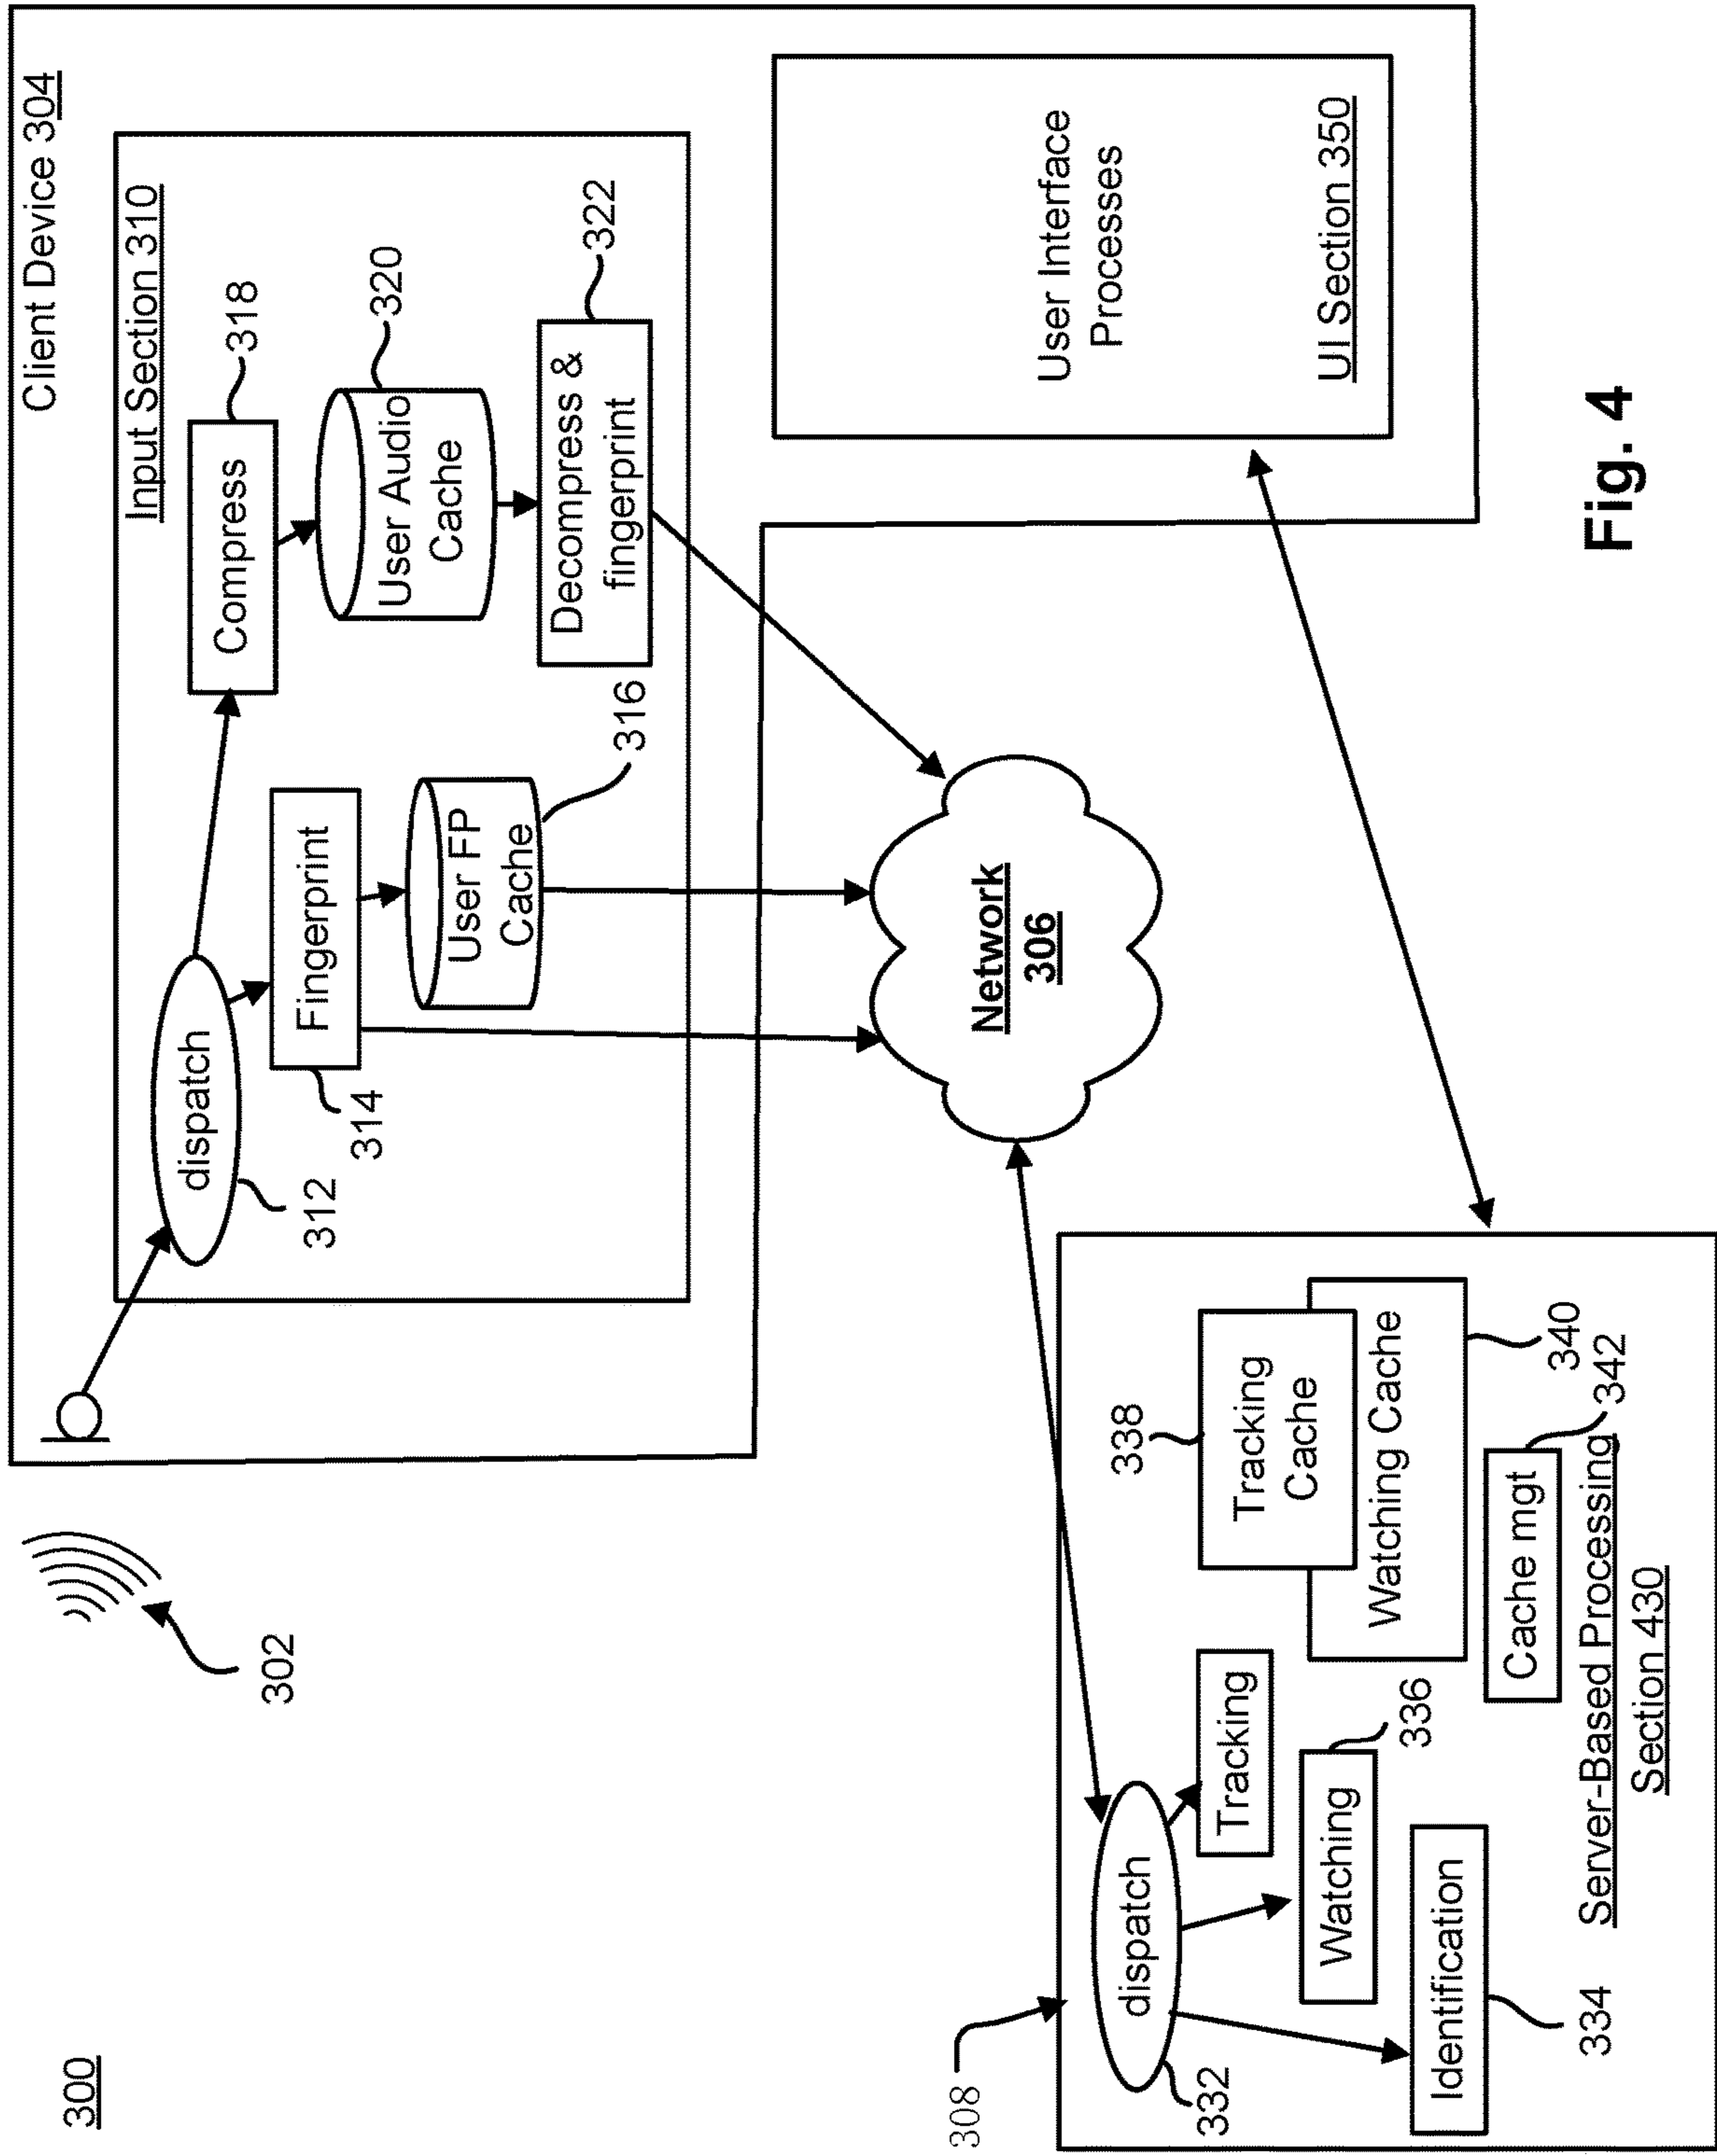 300
302
Client Device 304
Input Section 310
dispatch
312
Fingerprint
314
User FP
Cache
316
Compress
318
User Audio
Cache
320
Decompress &
fingerprint
322
User Interface
Processes
UI Section 350
Network
306
308
dispatch
332
Tracking
Watching
336
Identification
334
338
Tracking
Cache
Watching Cache
340
Cache mgt
342
Server-Based Processing
Section 430
Fig. 4